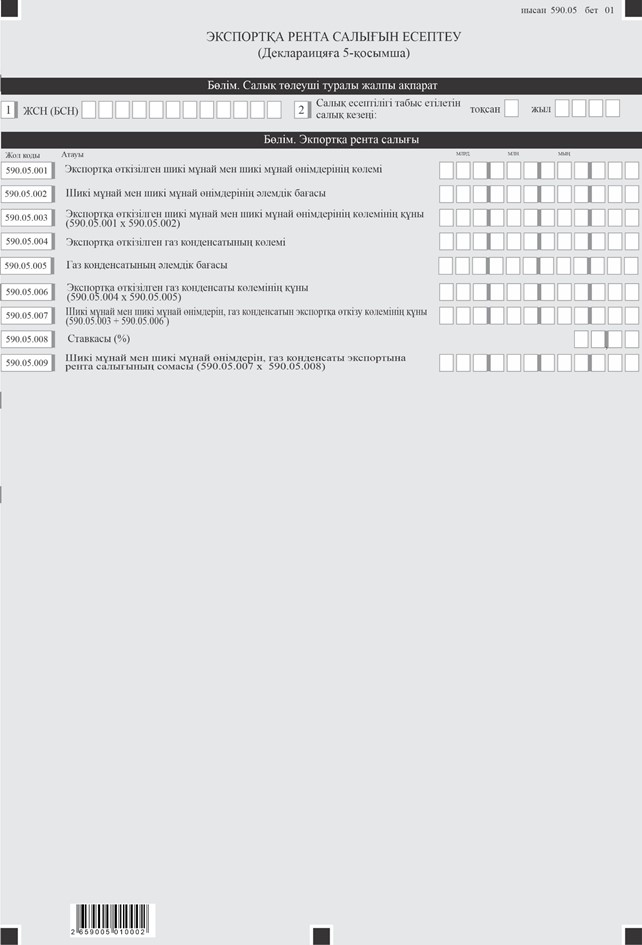 нысан 590.05 бет 01
ЭКСПОРТҚА РЕНТА САЛЫҒЫН ЕСЕПТЕУ
(Декларацияға 5-қосымша)
Бөлім. Салық төлеуші туралы жалпы ақпарат
1 ЖСН (БСН) 2 Салық есептілігі табыс етілетін
салық кезеңі: тоқсан жыл
Бөлім. Экпортқа рента салығы
Жол коды Атауы млрд млн мың
590.05.001 Экспортқа өткізілген шикі мұнай мен шикі мұнай өнімдерінің көлемі
590.05.002 Шикі мұнай мен шикі мұнай өнімдерінің әлемдік бағасы
590.05.003 Экспортқа өткізілген шикі мұнай мен шикі мұнай өнімдерінің көлемінің құны
(590.05.001 х 590.05.002)
590.05.004 Экспортқа өткізілген газ конденсатының көлемі
590.05.005 Газ конденсатының әлемдік бағасы
590.05.006 Экспортқа өткізілген газ конденсаты көлемінің құны
(590.05.004 х 590.05.005)
590.05.007 Шикі мұнай мен шикі мұнай өнімдерін, газ конденсатын экспортқа өткізу көлемінің құны
(590.05.003 + 590.05.006 )
590.05.008 Ставкасы (%)
590.05.009 Шикі мұнай мен шикі мұнай өнімдерін, газ конденсаты экспортына
рента салығының сомасы (590.05.007 х 590.05.008)
2 659005 010002